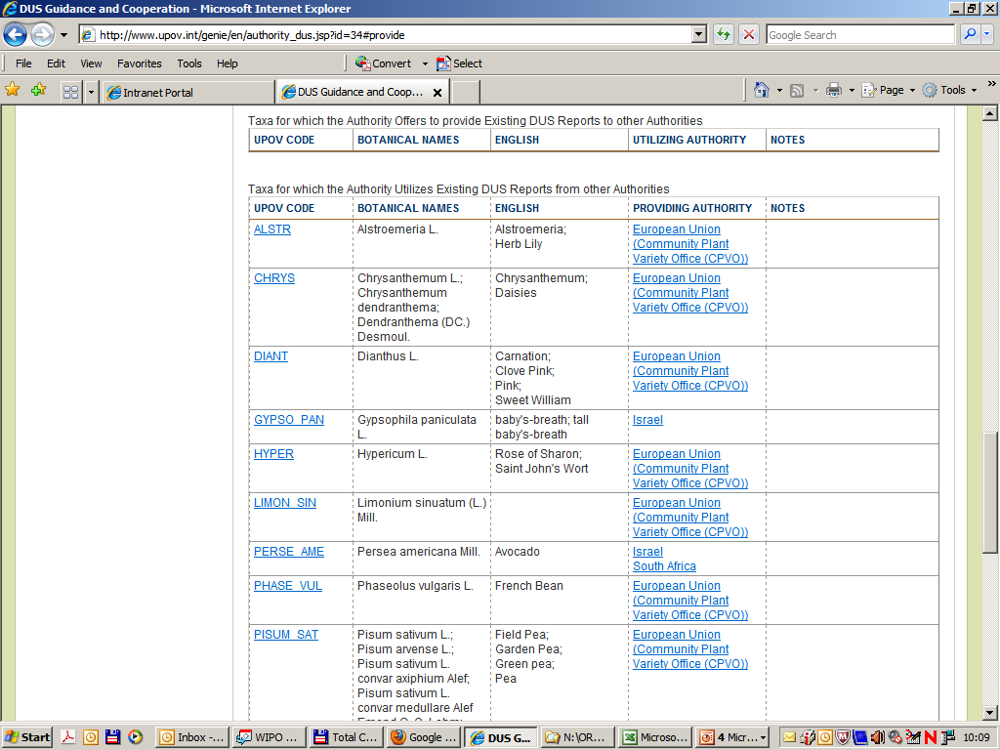 DUS Guidance and Cooperation - Microsoft Internet Explorer
http://www.upov.int/genie/en/authority_dus.jsp?id=34#provide
Google Search
File Edit View Favorites Tools Help
Convert Select
Intranet Portal
DUS Guidance and Coop...
Page Tools
Taxa for which the Authority Offers to provide Existing DUS Reports to other Authorities
UPOV CODE BOTANICAL NAMES ENGLISH UTILIZING AUTHORITY NOTES
Taxa for which the Authority Utilizes Existing DUS Reports from other Authorities
UPOV CODE BOTANICAL NAMES ENGLISH PROVIDING AUTHORITY NOTES
ALSTR Alstroemeria L. Alstroemeria; European Union
Herb Lily (Community Plant
Variety Office (CPVO))
CHRYS Chrysanthemum L.; Chrysanthemum; European Union
Chrysanthemum Daisies (Community Plant
dendranthema; Variety Office (CPVO))
Dendranthema (DC.)
Desmoul.
DIANT Dianthus L. Carnation; European Union
Clove Pink; (Community Plant
Pink; Variety Office (CPVO))
Sweet William
GYPSO_PAN Gypsophila paniculata baby's-breath; tall Israel
L. baby's-breath
HYPER Hypericum L. Rose of Sharon; European Union
Saint John's Wort (Community Plant
Variety Office (CPVO))
LIMON_SIN Limonium sinuatum (L.) European Union
Mill. (Community Plant
Variety Office (CPVO))
PERSE_AME Persea americana Mill. Avocado Israel
South Africa
PHASE_VUL Phaseolus vulgaris L. French Bean European Union
(Community Plant
Variety Office (CPVO))
PISUM_SAT Pisum sativum L.; Field Pea; European Union
Pisum arvense L.; Garden Pea; (Community Plant
Pisum sativum L. Green pea; Variety Office (CPVO))
convar axiphium Alef; Pea
Pisum sativum L.
convar medullare Alef
Start Inbox -... WIPO ... Total C... Google ... DUS G... N:\OR... Microso... 4 Micr... 10:09